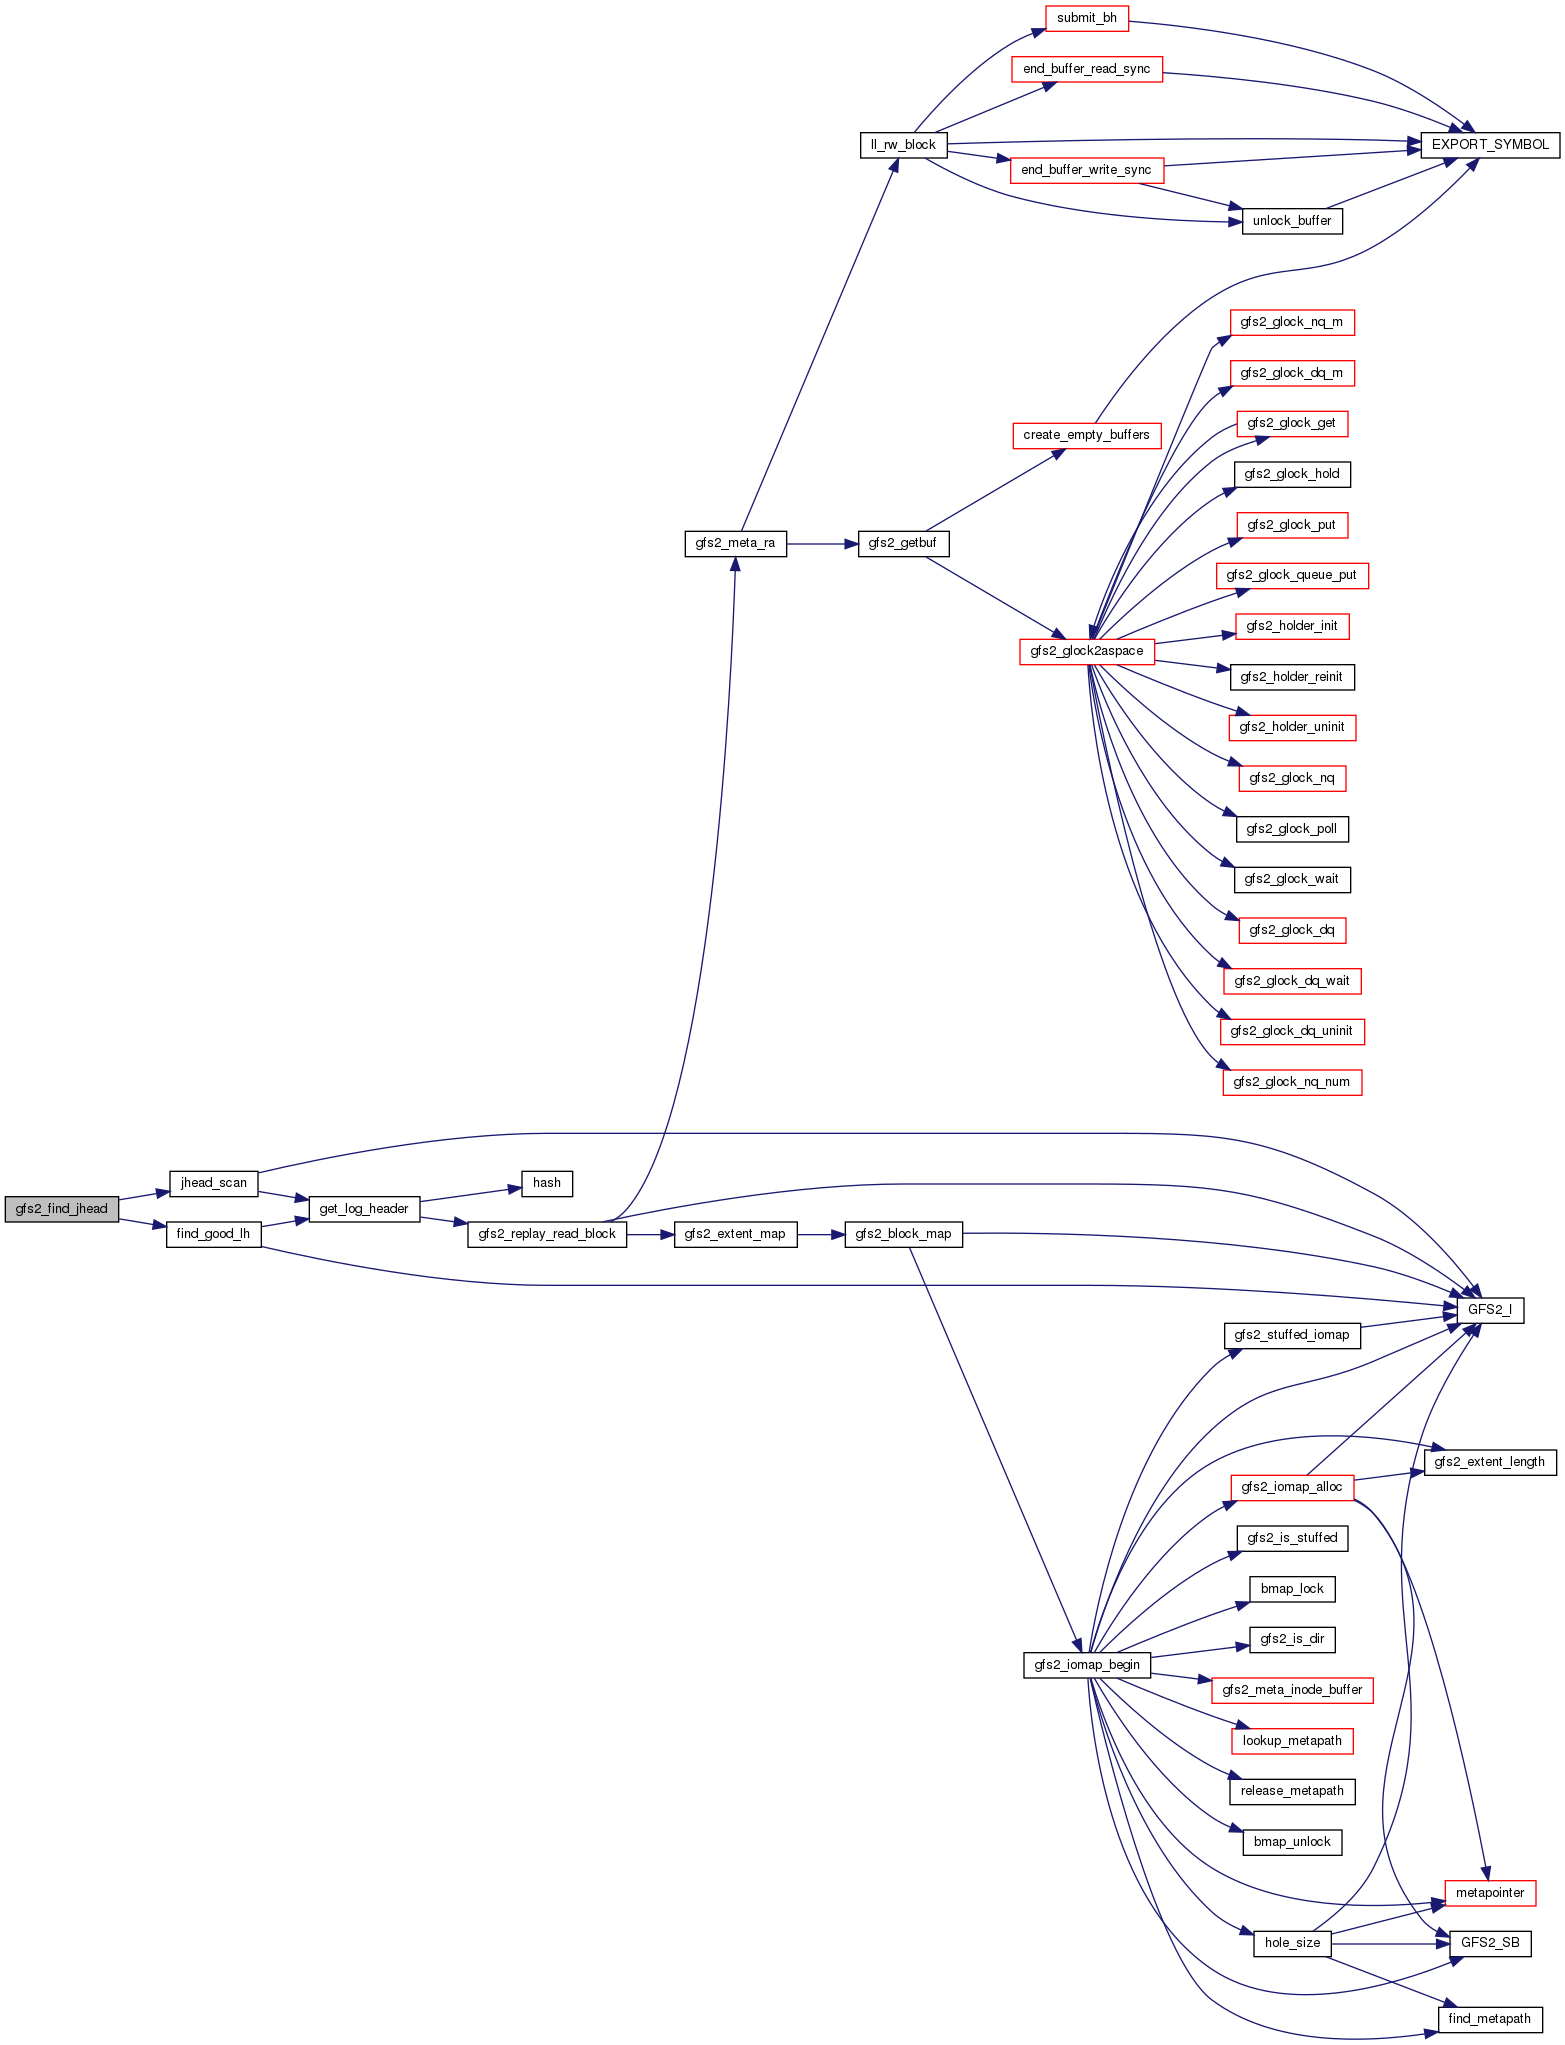 submit_bh
end_buffer_read_sync
ll_rw_block
EXPORT_SYMBOL
end_buffer_write_sync
unlock_buffer
gfs2_glock_nq_m
gfs2_glock_dq_m
gfs2_glock_get
create_empty_buffers
gfs2_glock_hold
gfs2_glock_put
gfs2_meta_ra
gfs2_getbuf
gfs2_glock_queue_put
gfs2_holder_init
gfs2_glock2aspace
gfs2_holder_reinit
gfs2_holder_uninit
gfs2_glock_nq
gfs2_glock_poll
gfs2_glock_wait
gfs2_glock_dq
gfs2_glock_dq_wait
gfs2_glock_dq_uninit
gfs2_glock_nq_num
jhead_scan
hash
gfs2_find_jhead
get_log_header
find_good_lh
gfs2_replay_read_block
gfs2_extent_map
gfs2_block_map
GFS2_I
gfs2_stuffed_iomap
gfs2_extent_length
gfs2_iomap_alloc
gfs2_is_stuffed
bmap_lock
gfs2_is_dir
gfs2_iomap_begin
gfs2_meta_inode_buffer
lookup_metapath
release_metapath
bmap_unlock
metapointer
hole_size
GFS2_SB
find_metapath